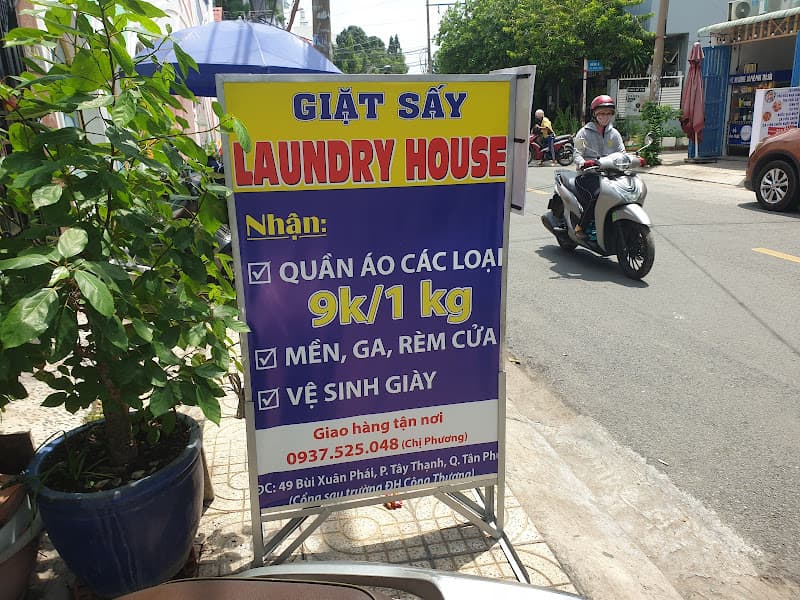 GIẶT SẤY
LAUNDRY HOUSE
Nhận:
QUẦN ÁO CÁC LOẠI
9k/1 kg
MỀN, GA, RÈM CỬA
VỆ SINH GIÀY
Giao hàng tận nơi
0937.525.048 (Chị Phương)
ĐC: 49 Bùi Xuân Phái, P. Tây Thạnh, Q. Tân Phú
(Cổng sau trường ĐH Công Thương)